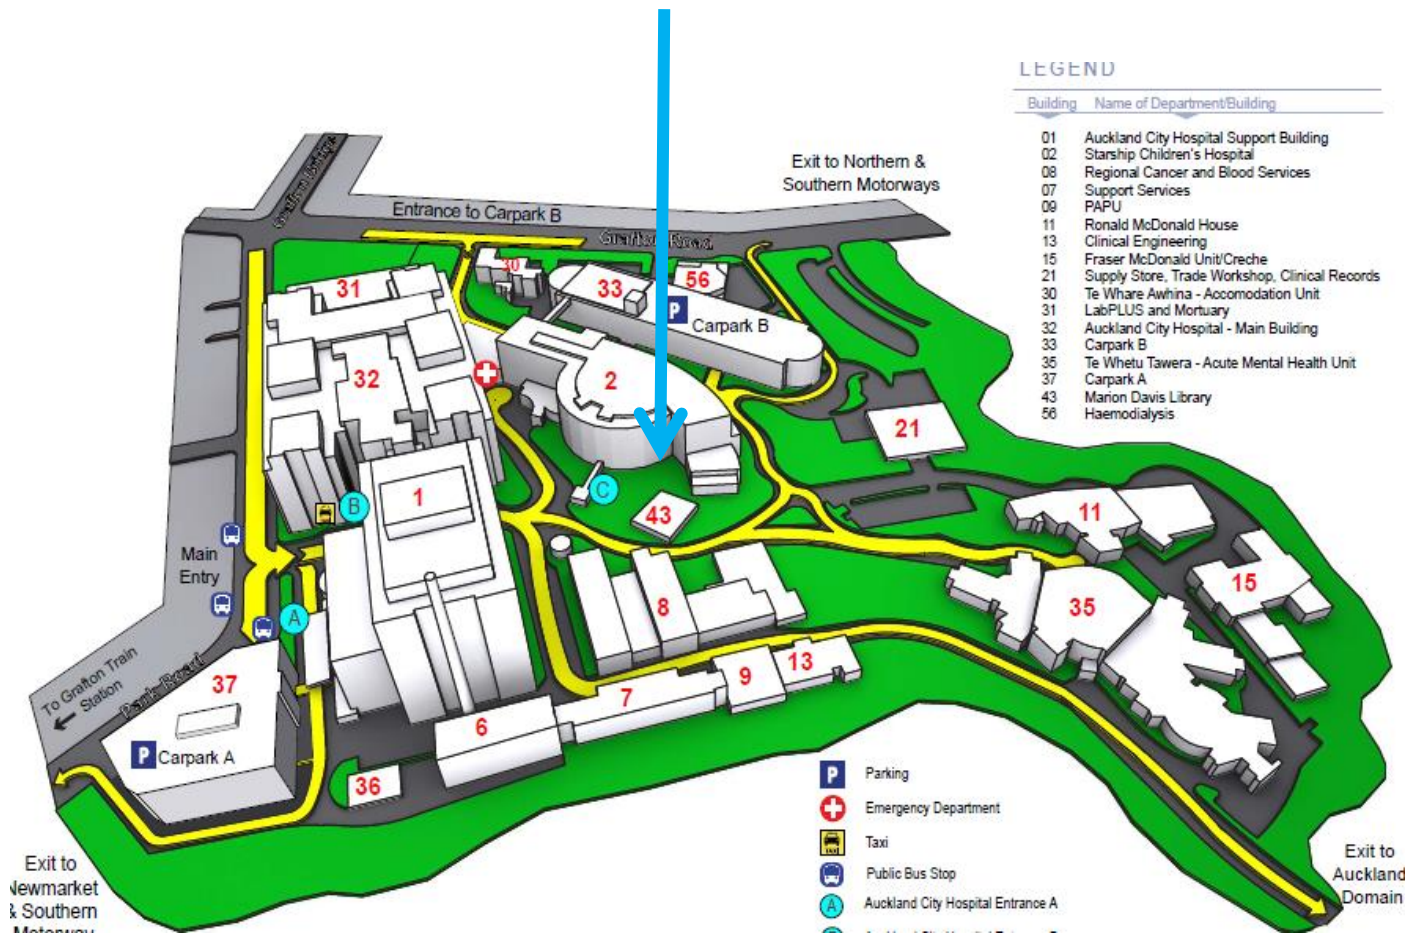 LEGEND
Building Name of Department/Building
01 Auckland City Hospital Support Building
02 Starship Children's Hospital
08 Regional Cancer and Blood Services
07 Support Services
09 PAPU
11 Ronald McDonald House
13 Clinical Engineering
15 Fraser McDonald Unit/Creche
21 Supply Store, Trade Workshop, Clinical Records
30 Te Whare Awhina - Accomodation Unit
31 LabPLUS and Mortuary
32 Auckland City Hospital - Main Building
33 Carpark B
35 Te Whetu Tawera - Acute Mental Health Unit
37 Carpark A
43 Marion Davis Library
56 Haemodialysis
Exit to Northern &
Southern Motorways
Grafton Bridge
Entrance to Carpark B
Grafton Road
30
56
31
33
P
Carpark B
32
2
21
1
B
C
43
11
Main
Entry
15
8
35
A
To Grafton Train
Station
Park Road
37
13
9
7
6
P Carpark A
36
P Parking
Emergency Department
TAXI Taxi
Public Bus Stop
A Auckland City Hospital Entrance A
Exit to
Newmarket
& Southern
Motorway
Exit to
Auckland
Domain